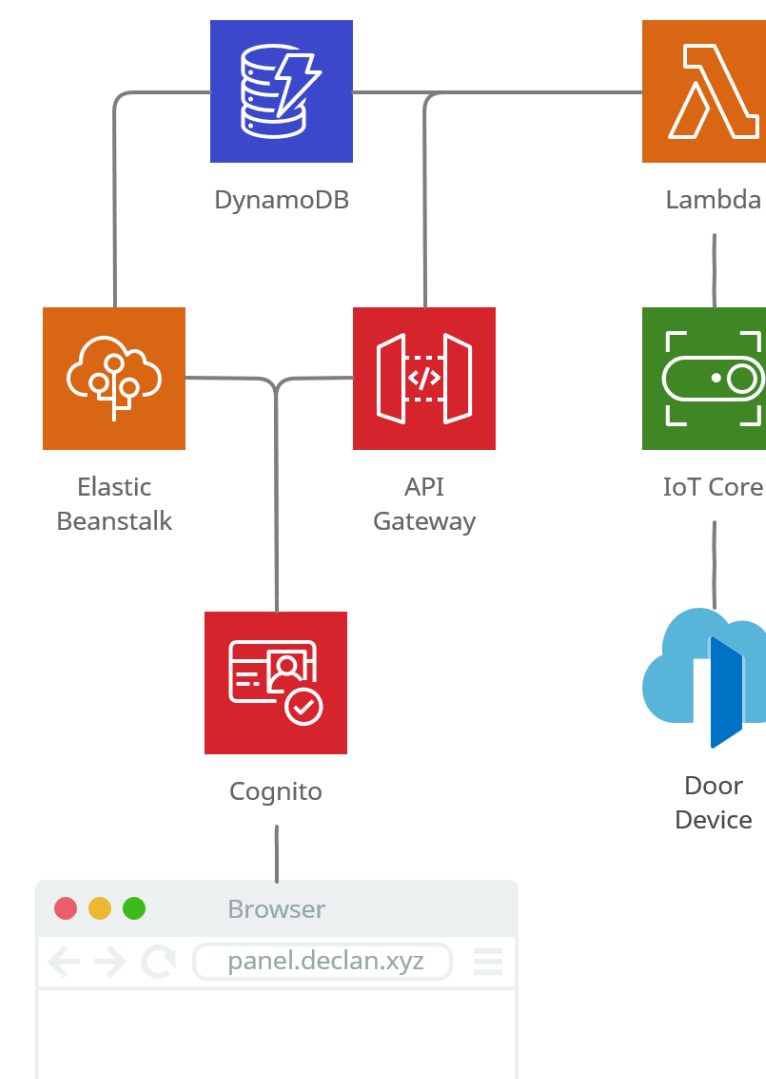 DynamoDB
Lambda
Elastic
Beanstalk
API
Gateway
IoT Core
Cognito
Door
Device
Browser
panel.declan.xyz